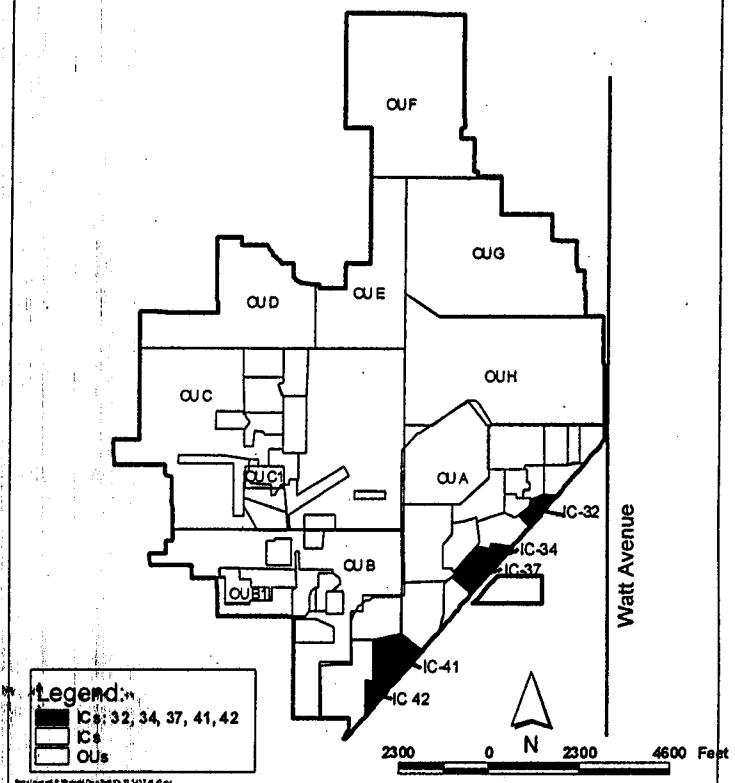 OU F
OU G
OU E
OU D
OU H
OU C
OU C1
OU A
IC-32
IC-34
IC-37
OU B
OU B1
IC-41
IC 42
Watt Avenue
Legend:
ICs: 32, 34, 37, 41, 42
ICs
OUs
N
2300 0 2300 4600 Feet